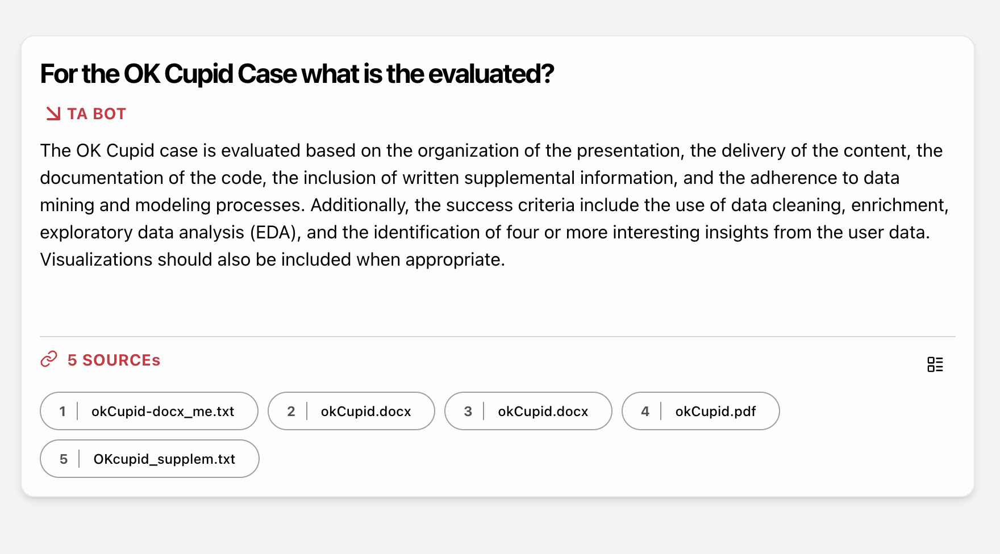 For the OK Cupid Case what is the evaluated?
TA BOT
The OK Cupid case is evaluated based on the organization of the presentation, the delivery of the content, the
documentation of the code, the inclusion of written supplemental information, and the adherence to data
mining and modeling processes. Additionally, the success criteria include the use of data cleaning, enrichment,
exploratory data analysis (EDA), and the identification of four or more interesting insights from the user data.
Visualizations should also be included when appropriate.
5 SOURCEs
1 okCupid-docx_me.txt 2 okCupid.docx 3 okCupid.docx 4 okCupid.pdf
5 OKcupid_supplem.txt